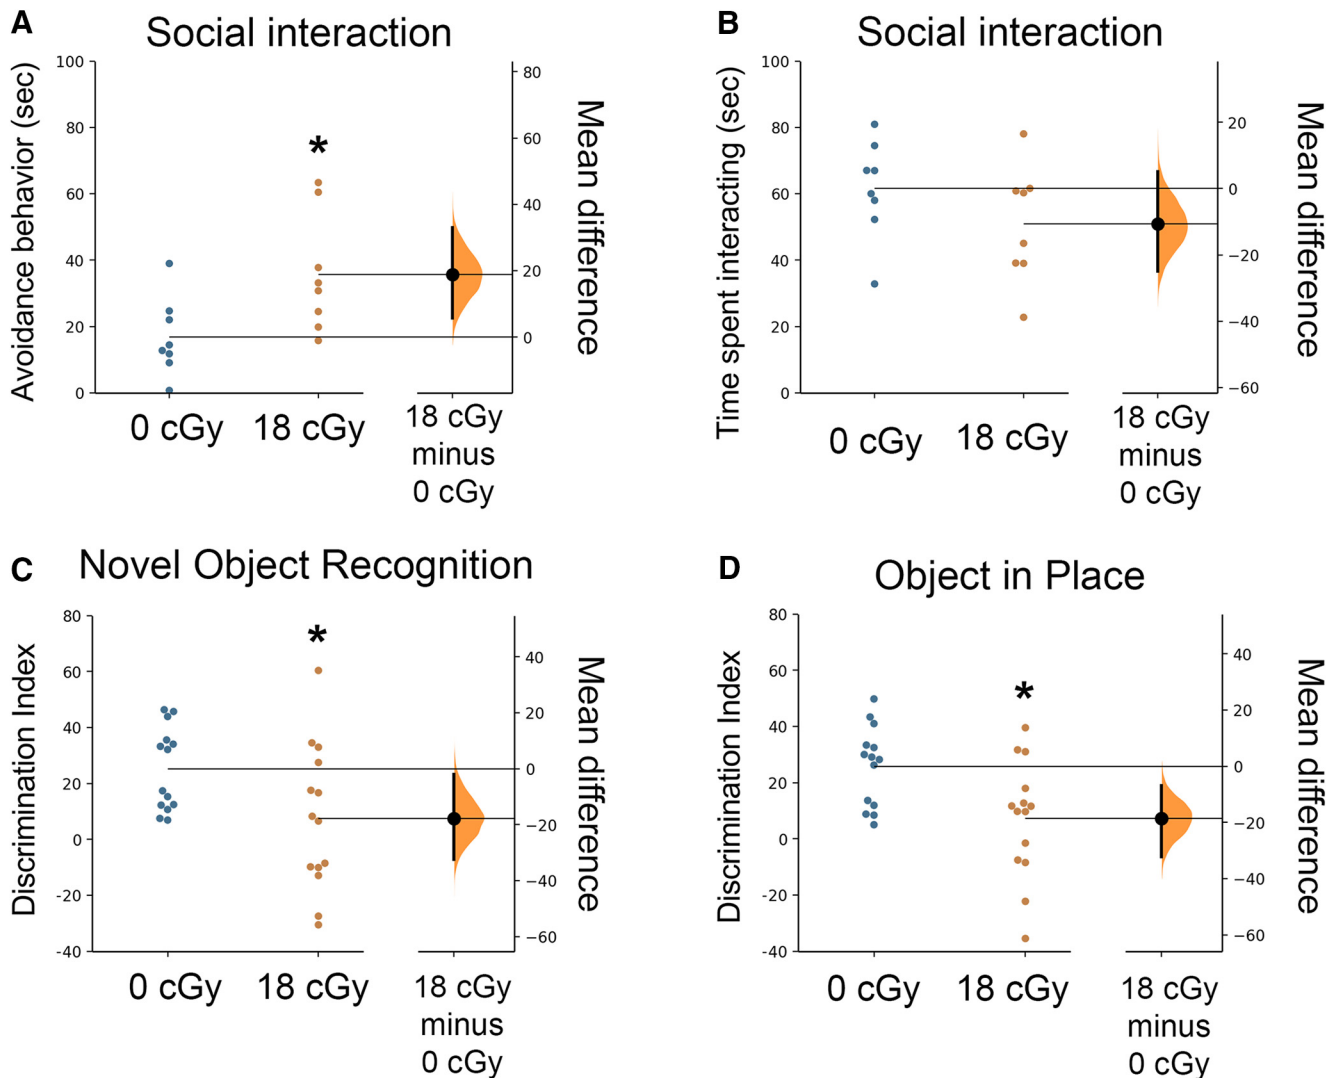 A
Social interaction
Avoidance behavior (sec)
100
80
60
40
20
0
*
80
60
40
20
0
Mean difference
0 cGy
18 cGy
18 cGy
minus
0 cGy
B
Social interaction
Time spent interacting (sec)
100
80
60
40
20
0
20
0
−20
−40
−60
Mean difference
0 cGy
18 cGy
18 cGy
minus
0 cGy
C
Novel Object Recognition
Discrimination Index
80
60
40
20
0
-20
-40
*
40
20
0
−20
−40
−60
Mean difference
0 cGy
18 cGy
18 cGy
minus
0 cGy
D
Object in Place
Discrimination Index
80
60
40
20
0
-20
-40
*
40
20
0
−20
−40
−60
Mean difference
0 cGy
18 cGy
18 cGy
minus
0 cGy